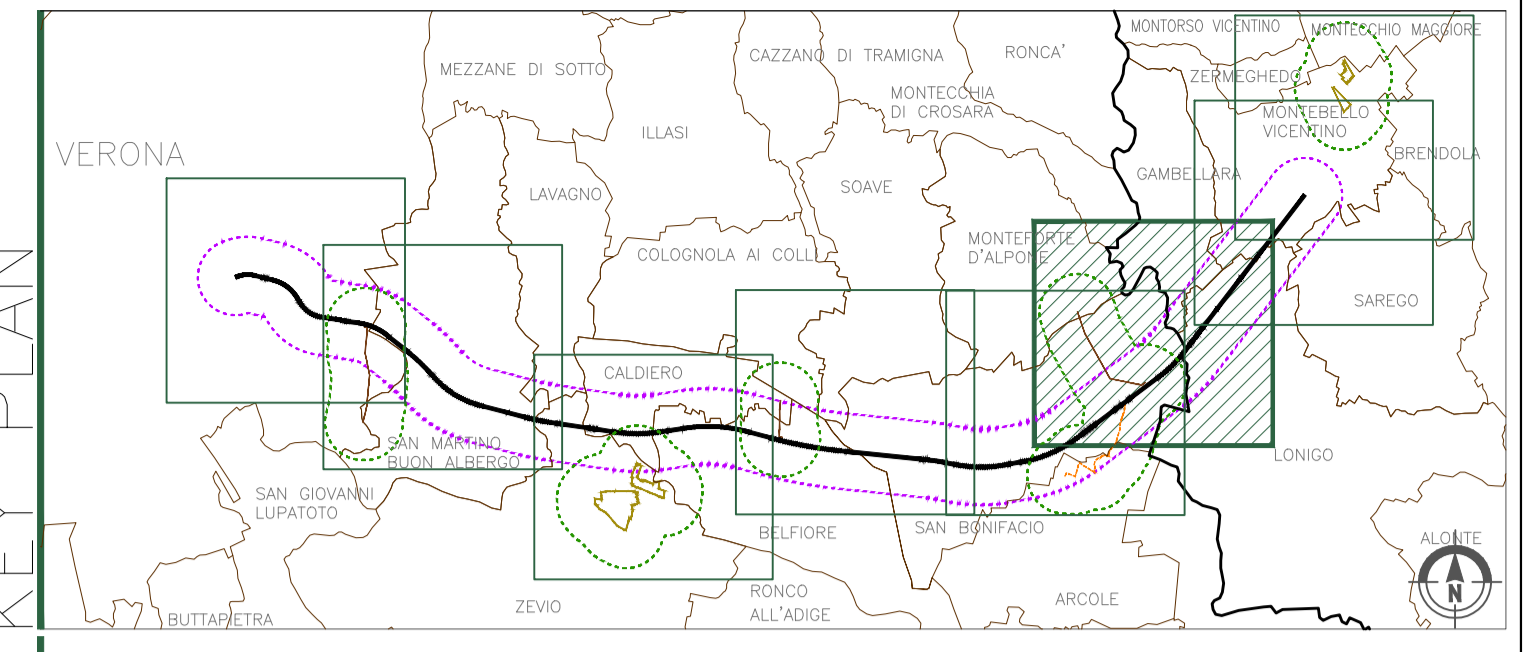 KEY PLAN
MONTORSO VICENTINO
MONTECCHIO MAGGIORE
RONCA'
CAZZANO DI TRAMIGNA
MEZZANE DI SOTTO
ZERMEGHEDO
MONTECCHIA
DI CROSARA
MONTEBELLO
VICENTINO
ILLASI
VERONA
BRENDOLA
GAMBELLARA
SOAVE
LAVAGNO
MONTEFORTE
D'ALPONE
COLOGNOLA AI COLLI
SAREGO
CALDIERO
SAN MARTINO
BUON ALBERGO
LONIGO
SAN GIOVANNI
LUPATOTO
BELFIORE
SAN BONIFACIO
ALONTE
N
RONCO
ALL'ADIGE
ARCOLE
ZEVIO
BUTTAPIETRA